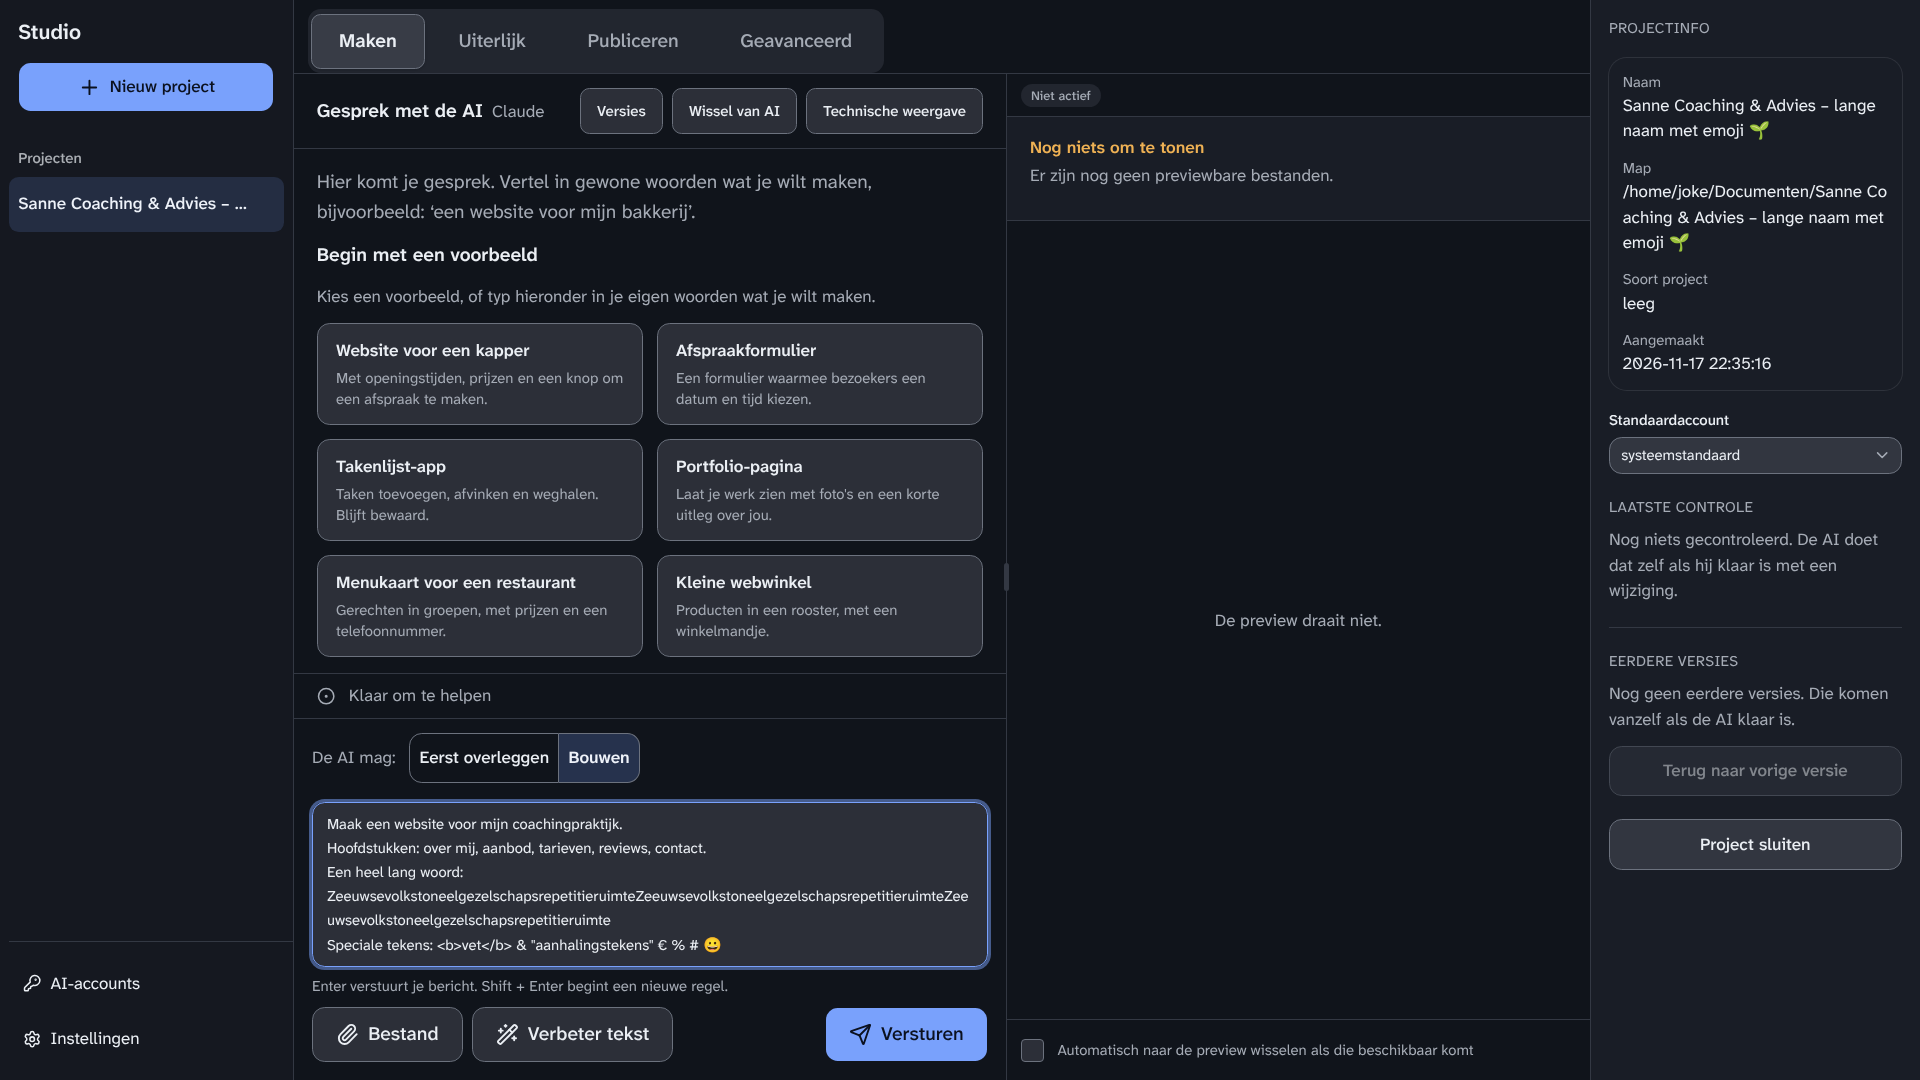 Studio
Nieuw project
Projecten
Sanne Coaching & Advies – ...
AI-accounts
Instellingen
Maken
Uiterlijk
Publiceren
Geavanceerd
Gesprek met de AI Claude
Versies
Wissel van AI
Technische weergave
Hier komt je gesprek. Vertel in gewone woorden wat je wilt maken,
bijvoorbeeld: ‘een website voor mijn bakkerij’.
Begin met een voorbeeld
Kies een voorbeeld, of typ hieronder in je eigen woorden wat je wilt maken.
Website voor een kapper
Met openingstijden, prijzen en een knop om
een afspraak te maken.
Afspraakformulier
Een formulier waarmee bezoekers een
datum en tijd kiezen.
Takenlijst-app
Taken toevoegen, afvinken en weghalen.
Blijft bewaard.
Portfolio-pagina
Laat je werk zien met foto's en een korte
uitleg over jou.
Menukaart voor een restaurant
Gerechten in groepen, met prijzen en een
telefoonnummer.
Kleine webwinkel
Producten in een rooster, met een
winkelmandje.
Klaar om te helpen
De AI mag:
Eerst overleggen
Bouwen
Maak een website voor mijn coachingpraktijk.
Hoofdstukken: over mij, aanbod, tarieven, reviews, contact.
Een heel lang woord:
ZeeuwsevolkstoneelgezelschapsrepetitieruimteZeeuwsevolkstoneelgezelschapsrepetitieruimteZee
uwsevolkstoneelgezelschapsrepetitieruimte
Speciale tekens: <b>vet</b> & "aanhalingstekens" € % # 😀
Enter verstuurt je bericht. Shift + Enter begint een nieuwe regel.
Bestand
Verbeter tekst
Versturen
Niet actief
Nog niets om te tonen
Er zijn nog geen previewbare bestanden.
De preview draait niet.
Automatisch naar de preview wisselen als die beschikbaar komt
PROJECTINFO
Naam
Sanne Coaching & Advies – lange
naam met emoji 🌱
Map
/home/joke/Documenten/Sanne Co
aching & Advies – lange naam met
emoji 🌱
Soort project
leeg
Aangemaakt
2026-11-17 22:35:16
Standaardaccount
systeemstandaard
LAATSTE CONTROLE
Nog niets gecontroleerd. De AI doet
dat zelf als hij klaar is met een
wijziging.
EERDERE VERSIES
Nog geen eerdere versies. Die komen
vanzelf als de AI klaar is.
Terug naar vorige versie
Project sluiten